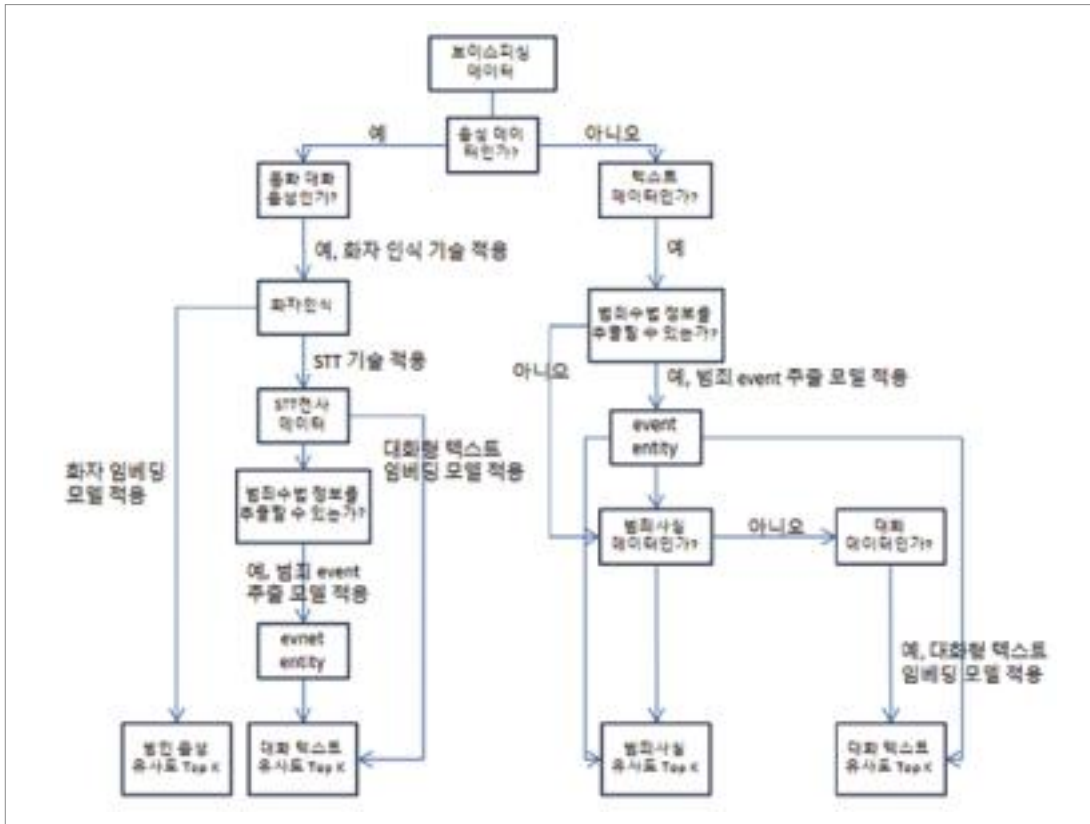 보이스피싱
데이터
음성 데이
터인가?
예
아니오
통화 대화
음성인가?
텍스트
데이터인가?
예, 화자 인식 기술 적용
예
화자인식
범죄수법 정보를
추출할 수 있는가?
STT 기술 적용
아니오
예, 범죄 event 추출 모델 적용
STT전사
데이터
event
entity
대화형 텍스트
임베딩 모델 적용
화자 임베딩
모델 적용
범죄수법 정보를
추출할 수 있는가?
범죄사실
데이터인가?
아니오
대화
데이터인가?
예, 범죄 event
추출 모델 적용
evnet
entity
예, 대화형 텍스트
임베딩 모델 적용
범인 음성
유사도 Top K
대화 텍스트
유사도 Top K
범죄사실
유사도 Top K
대화 텍스트
유사도 Top K